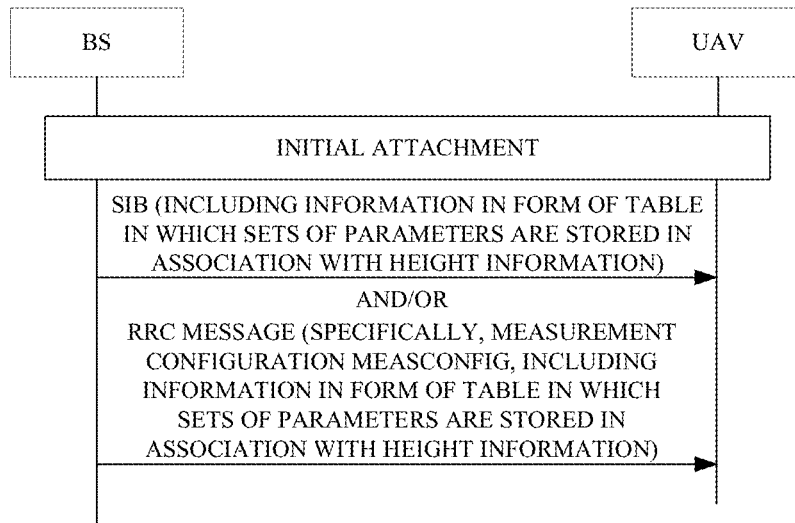 BS
UAV
INITIAL ATTACHMENT
SIB (INCLUDING INFORMATION IN FORM OF TABLE
IN WHICH SETS OF PARAMETERS ARE STORED IN
ASSOCIATION WITH HEIGHT INFORMATION)
AND/OR
RRC MESSAGE (SPECIFICALLY, MEASUREMENT
CONFIGURATION MEASCONFIG, INCLUDING
INFORMATION IN FORM OF TABLE IN WHICH
SETS OF PARAMETERS ARE STORED IN
ASSOCIATION WITH HEIGHT INFORMATION)